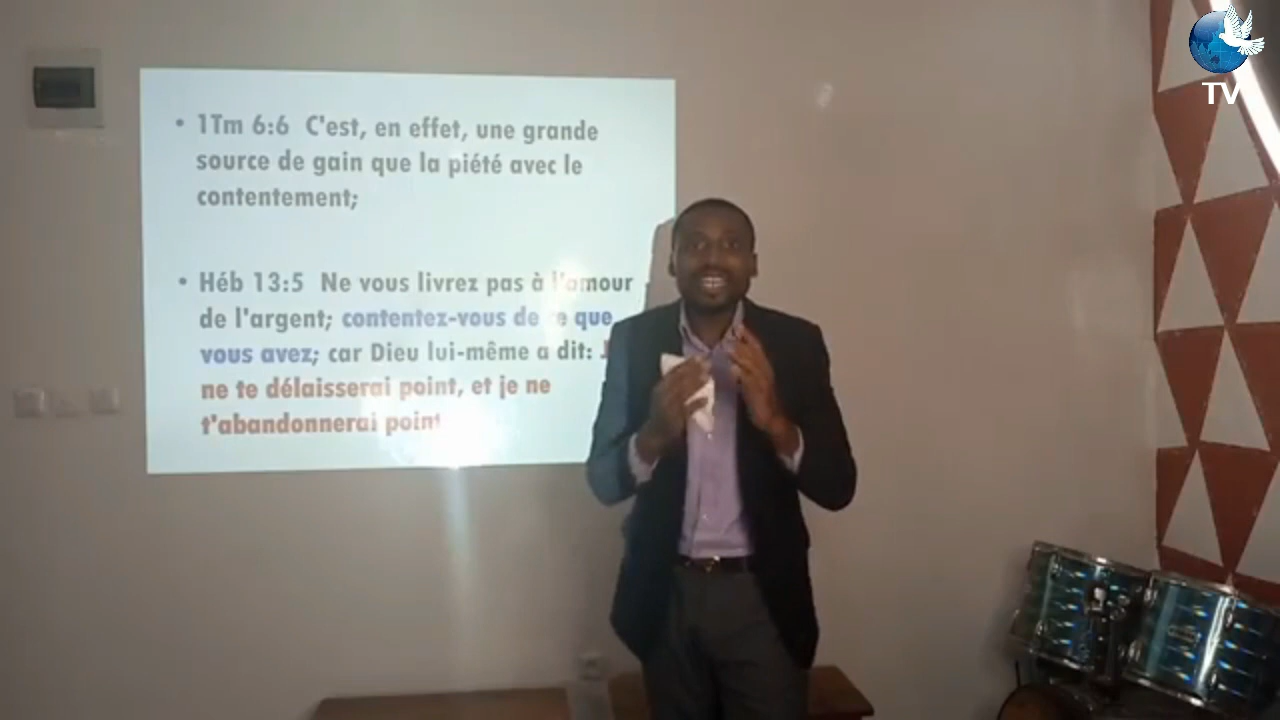 • 1Tm 6:6 C'est, en effet, une grande
source de gain que la piété avec le
contentement;
• Héb 13:5 Ne vous livrez pas à l'amour
de l'argent; contentez-vous de ce que
vous avez; car Dieu lui-même a dit: J
ne te délaisserai point, et je ne
t'abandonnerai point
TV